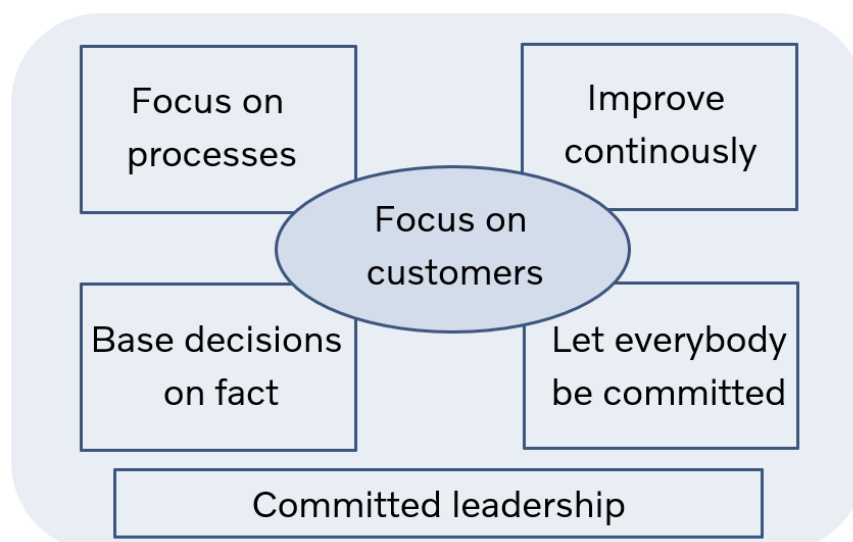 Focus on
processes
Improve
continously
Focus on
customers
Base decisions
on fact
Let everybody
be committed
Committed leadership